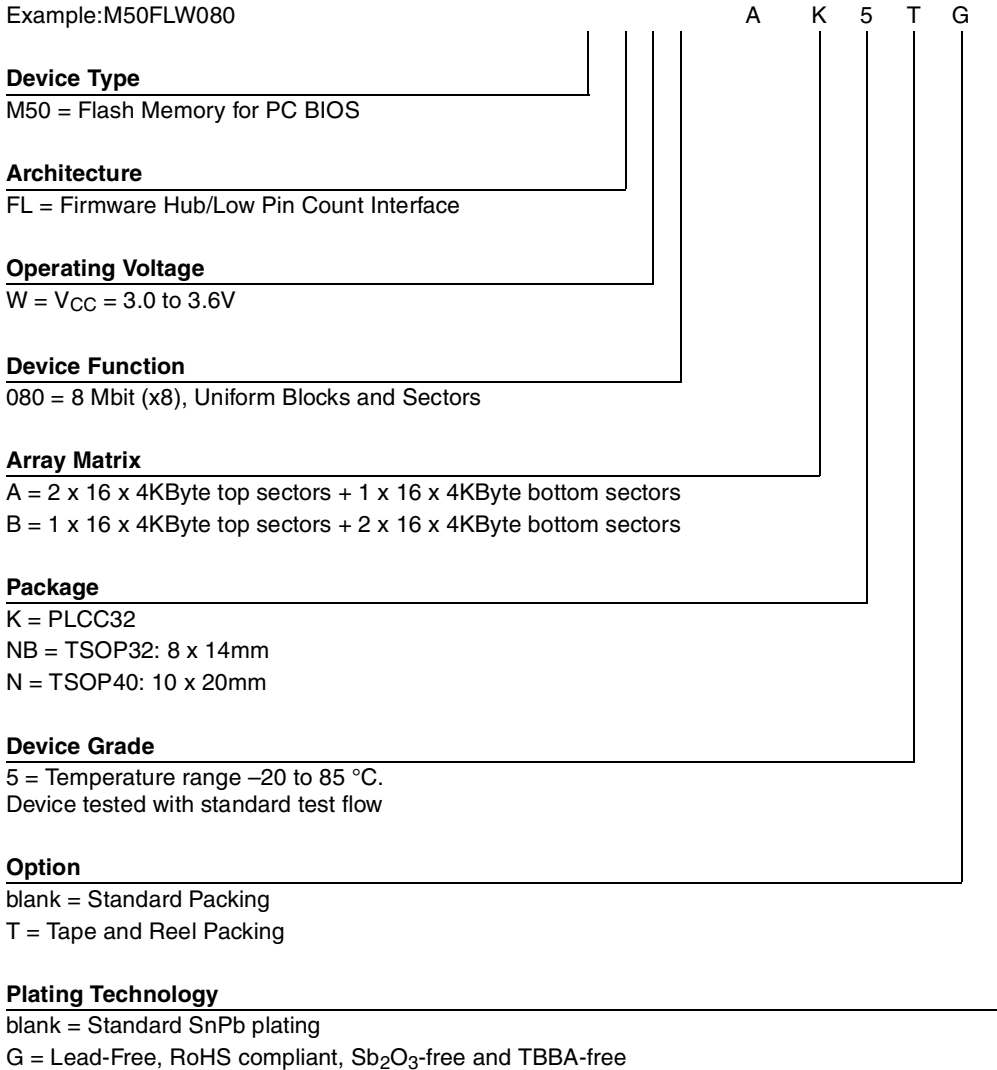 Example:M50FLW080 A K 5 T G
Device Type
M50 = Flash Memory for PC BIOS
Architecture
FL = Firmware Hub/Low Pin Count Interface
Operating Voltage
W = VCC = 3.0 to 3.6V
Device Function
080 = 8 Mbit (x8), Uniform Blocks and Sectors
Array Matrix
A = 2 x 16 x 4KByte top sectors + 1 x 16 x 4KByte bottom sectors
B = 1 x 16 x 4KByte top sectors + 2 x 16 x 4KByte bottom sectors
Package
K = PLCC32
NB = TSOP32: 8 x 14mm
N = TSOP40: 10 x 20mm
Device Grade
5 = Temperature range –20 to 85 °C.
Device tested with standard test flow
Option
blank = Standard Packing
T = Tape and Reel Packing
Plating Technology
blank = Standard SnPb plating
G = Lead-Free, RoHS compliant, Sb2O3-free and TBBA-free